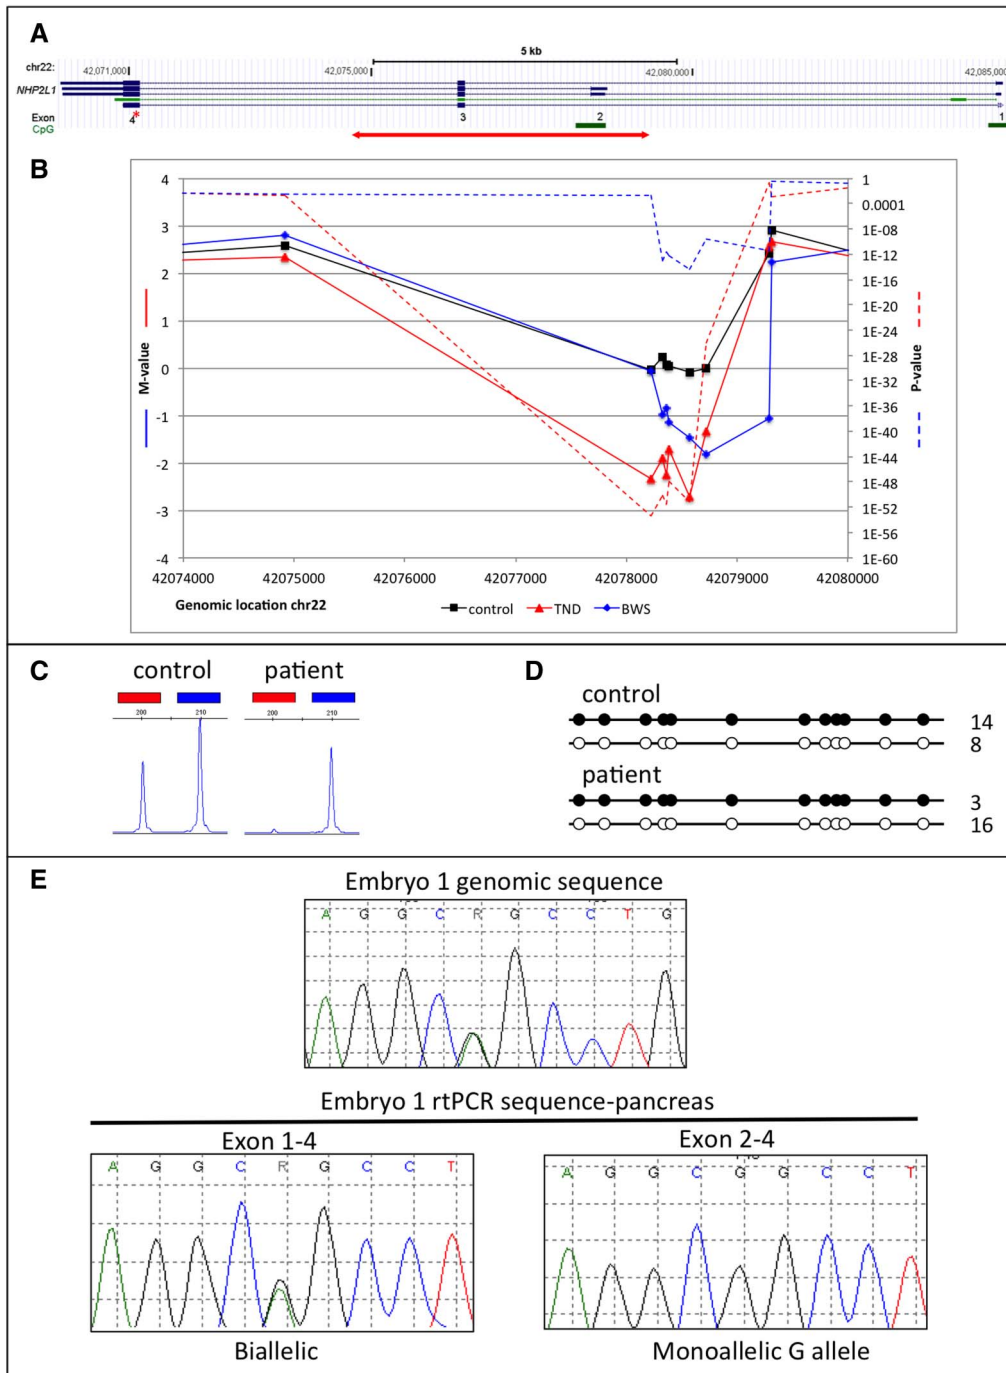 A
5 kb
chr22:
42,071,000
42,075,000
42,080,000
42,085,000
NHP2L1
Exon
4*
3
2
1
CpG
B
4
3
2
1
0
-1
-2
-3
-4
M-value
1
0.0001
1E-08
1E-12
1E-16
1E-20
1E-24
1E-28
1E-32
1E-36
1E-40
1E-44
1E-48
1E-52
1E-56
1E-60
P-value
42074000 42075000 42076000 42077000 42078000 42079000 42080000
Genomic location chr22
control TND BWS
C
control patient
200 210 200 210
D
control
14
8
patient
3
16
E
Embryo 1 genomic sequence
A G G C R G C C T G
Embryo 1 rtPCR sequence-pancreas
Exon 1-4
Exon 2-4
A G G C R G C C T
A G G C G G C C T
Biallelic
Monoallelic G allele